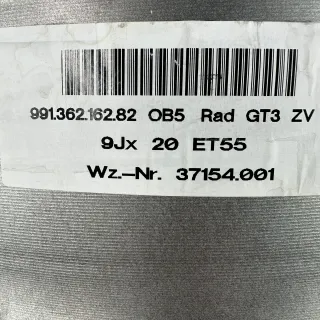 991.362.162.82 OB5 Rad GT3 ZV
9Jx 20 ET55
Wz.-Nr. 37154.001